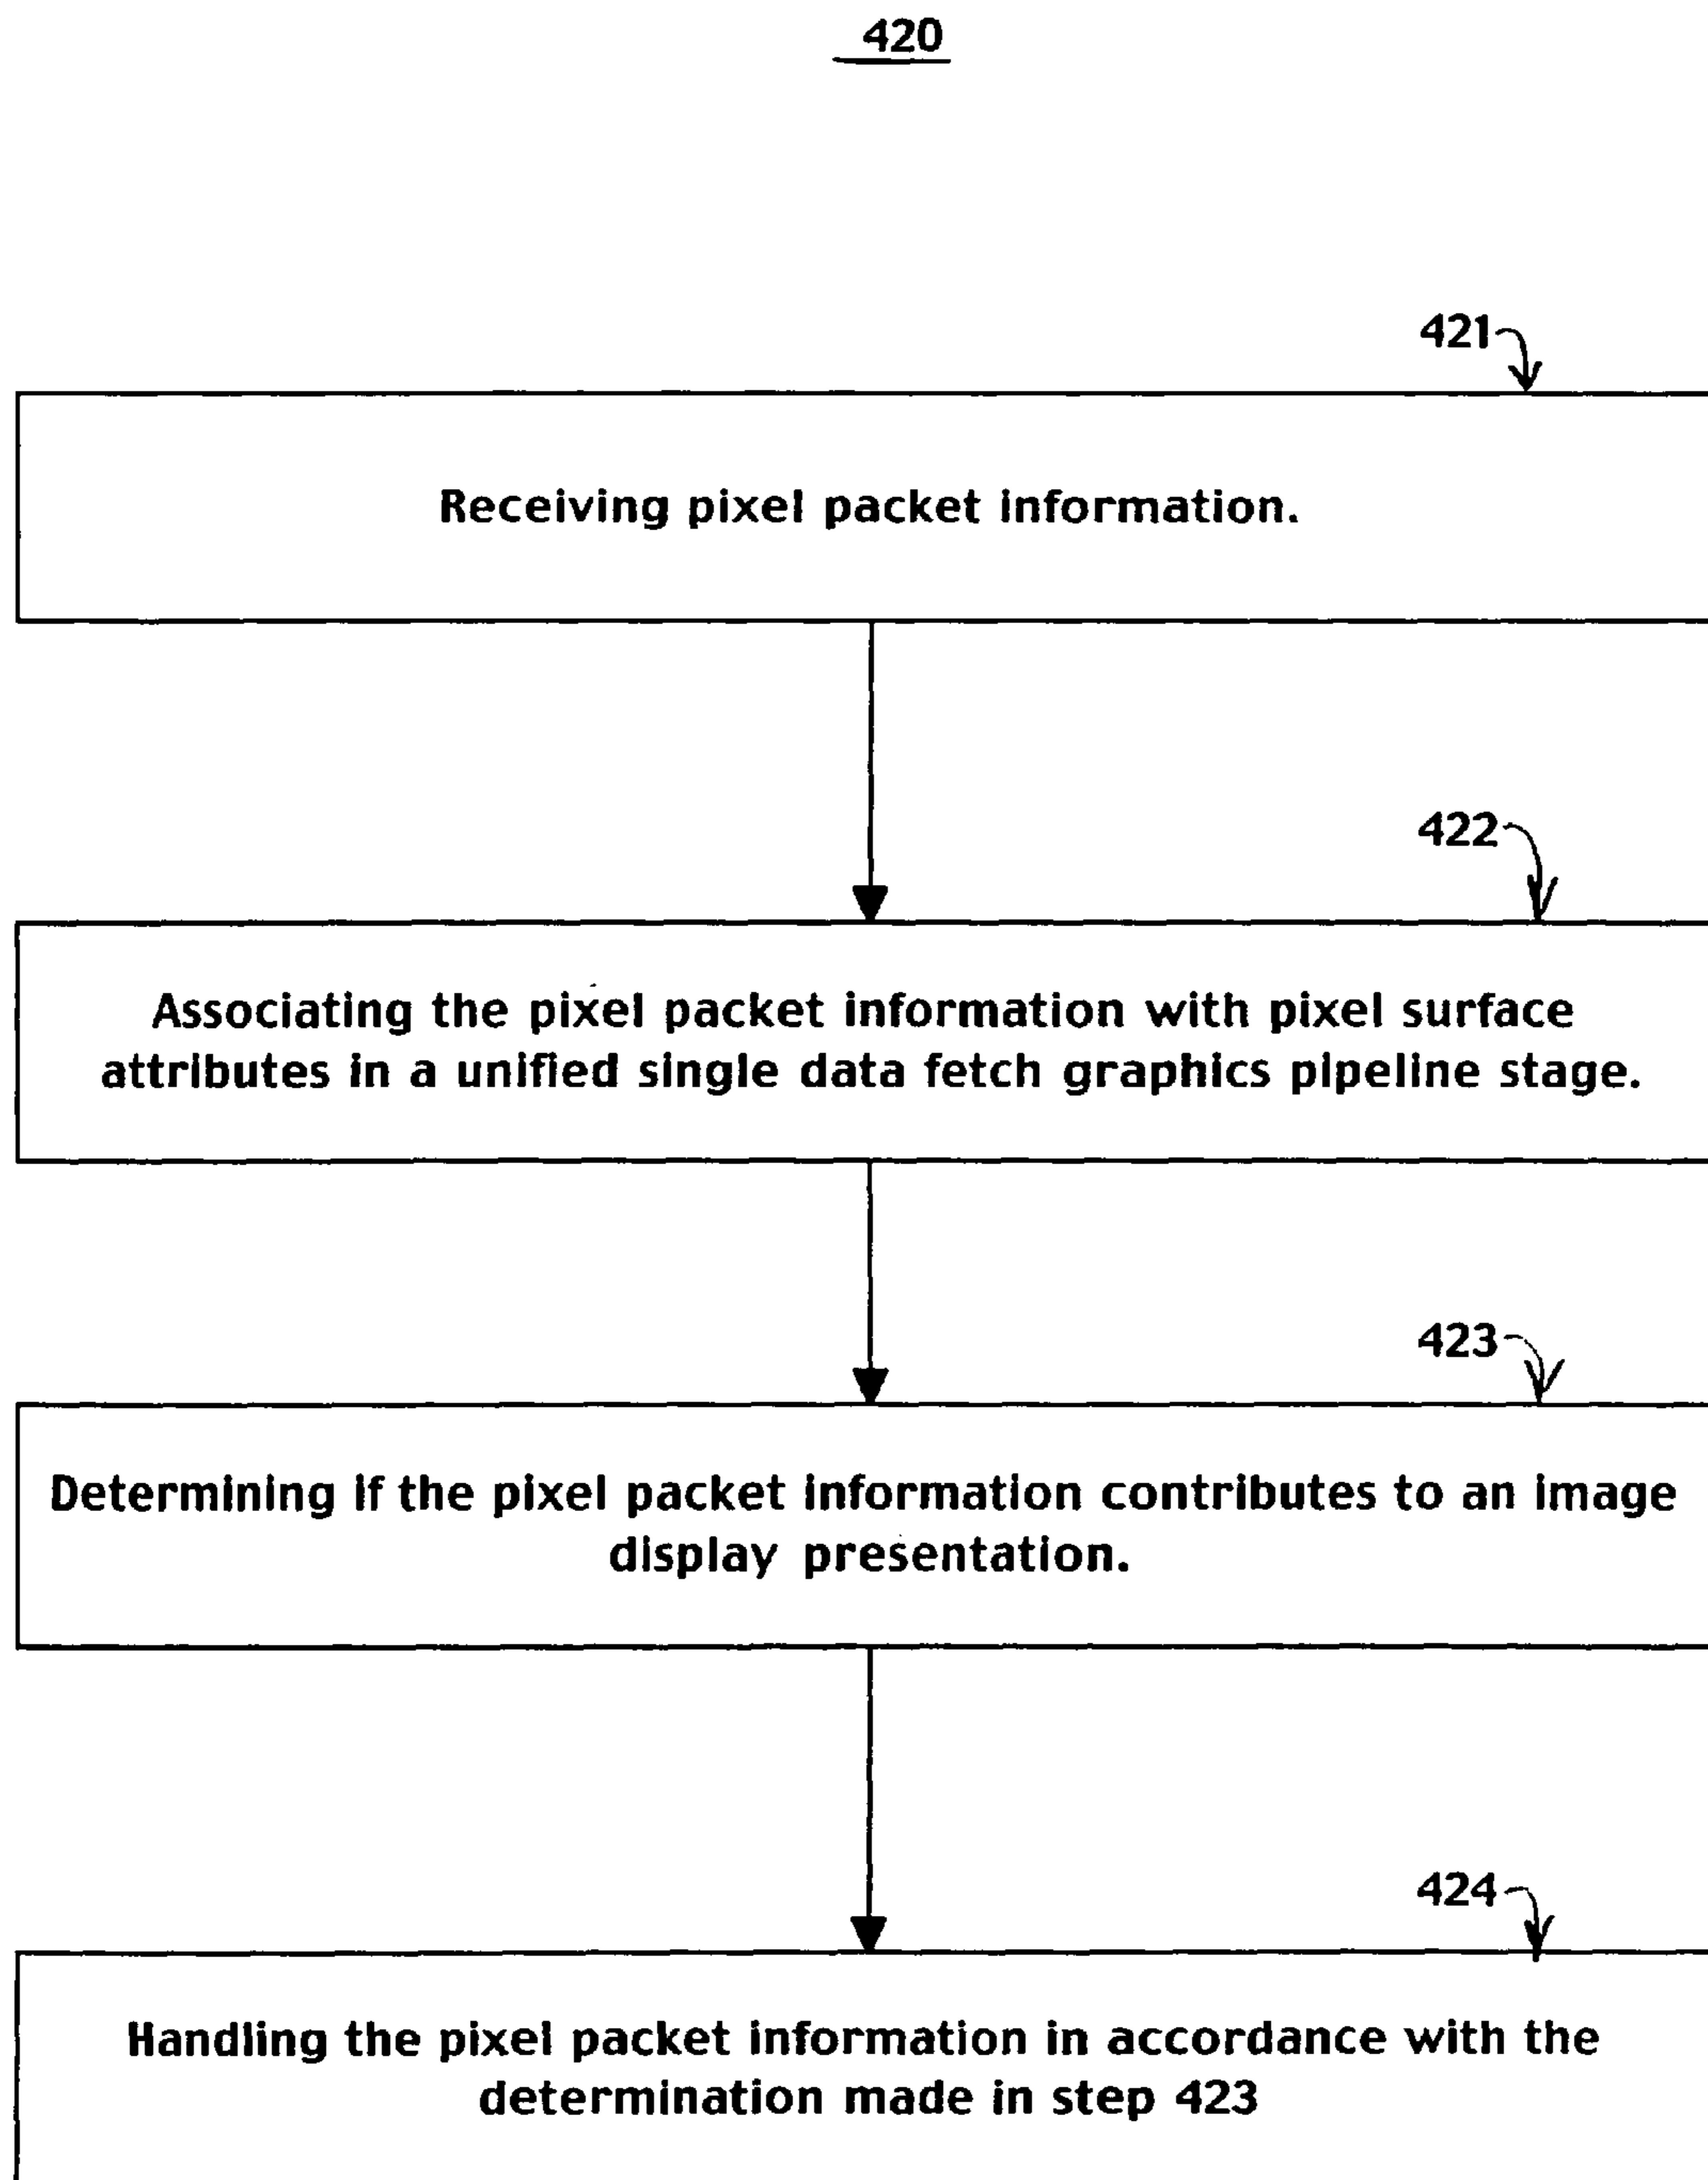 420
421
Receiving pixel packet information.
422
Associating the pixel packet information with pixel surface
attributes in a unified single data fetch graphics pipeline stage.
423
Determining if the pixel packet information contributes to an image
display presentation.
424
Handling the pixel packet information in accordance with the
determination made in step 423